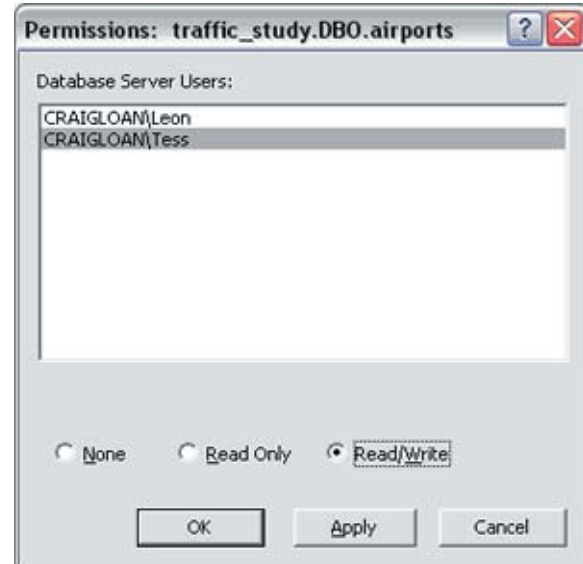 Permissions: traffic_study.DBO.airports
Database Server Users:
CRAIGLOAN\Leon
CRAIGLOAN\Tess
None Read Only Read/Write
OK Apply Cancel